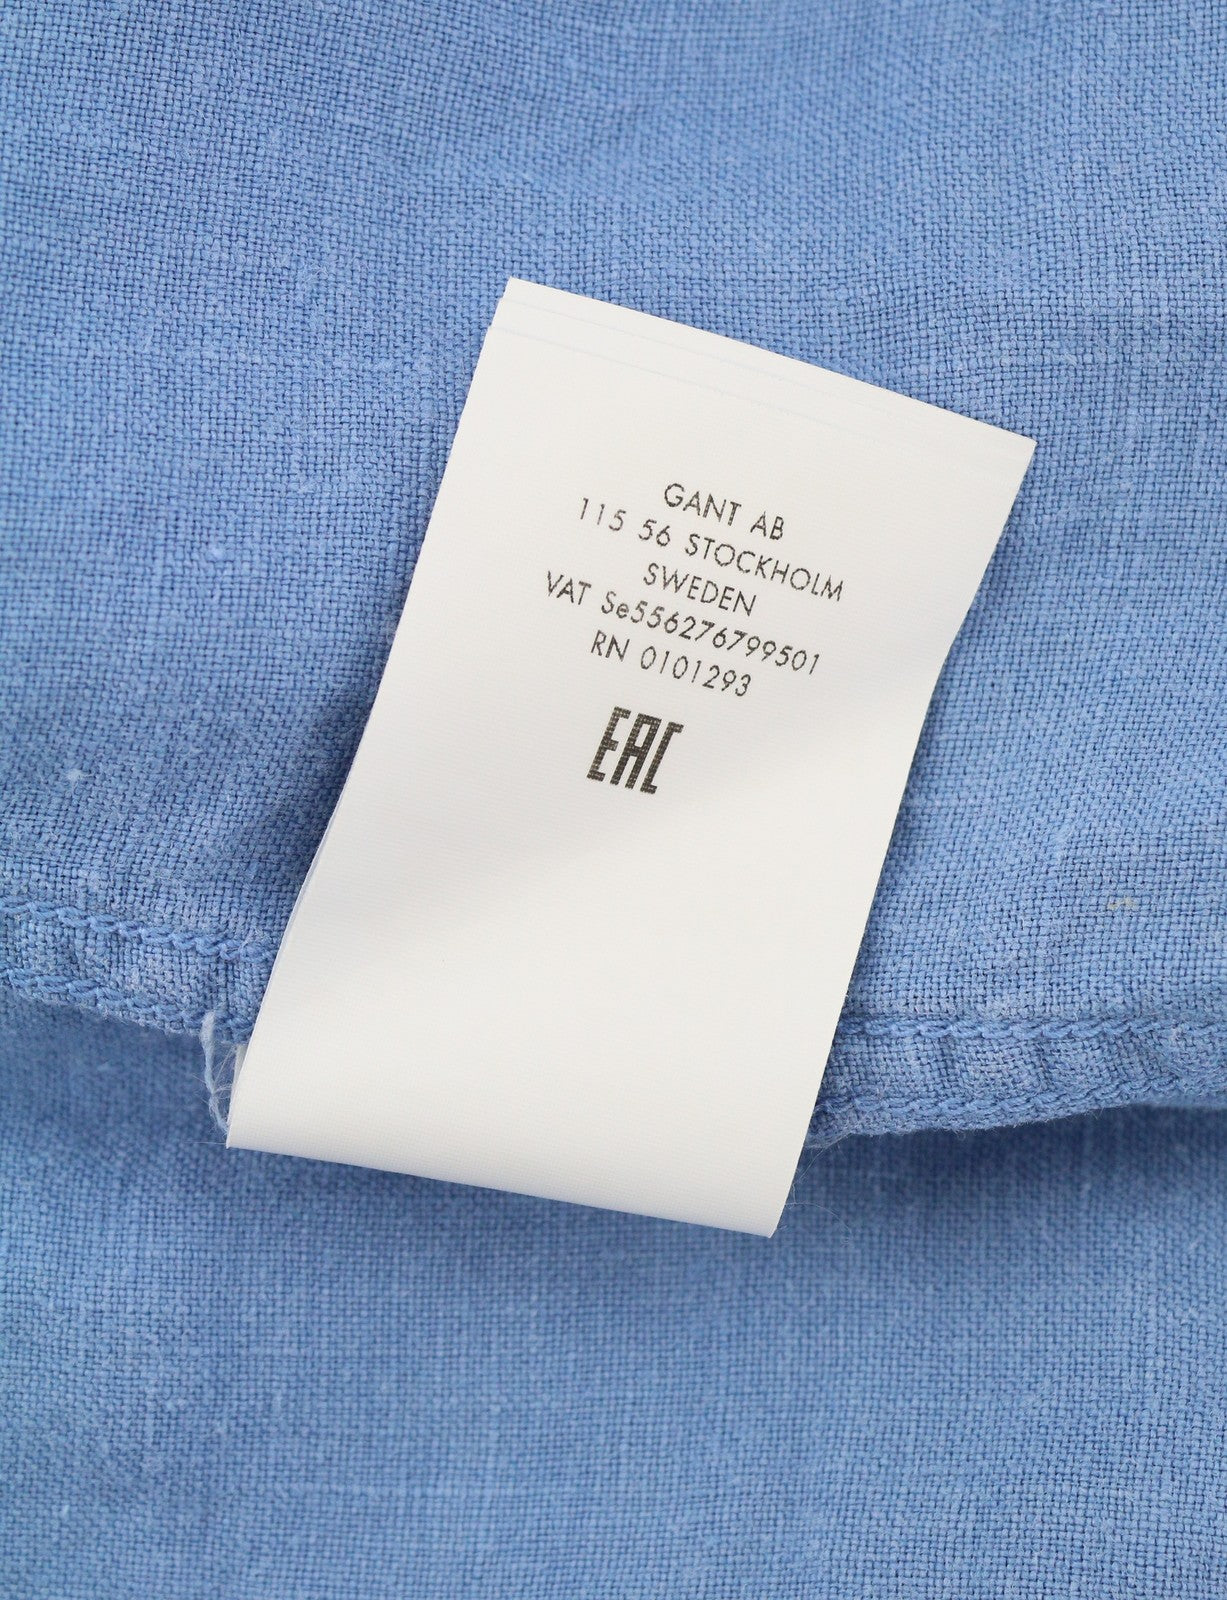 GANT AB
115 56 STOCKHOLM
SWEDEN
VAT Se556276799501
RN 0101293
EAC